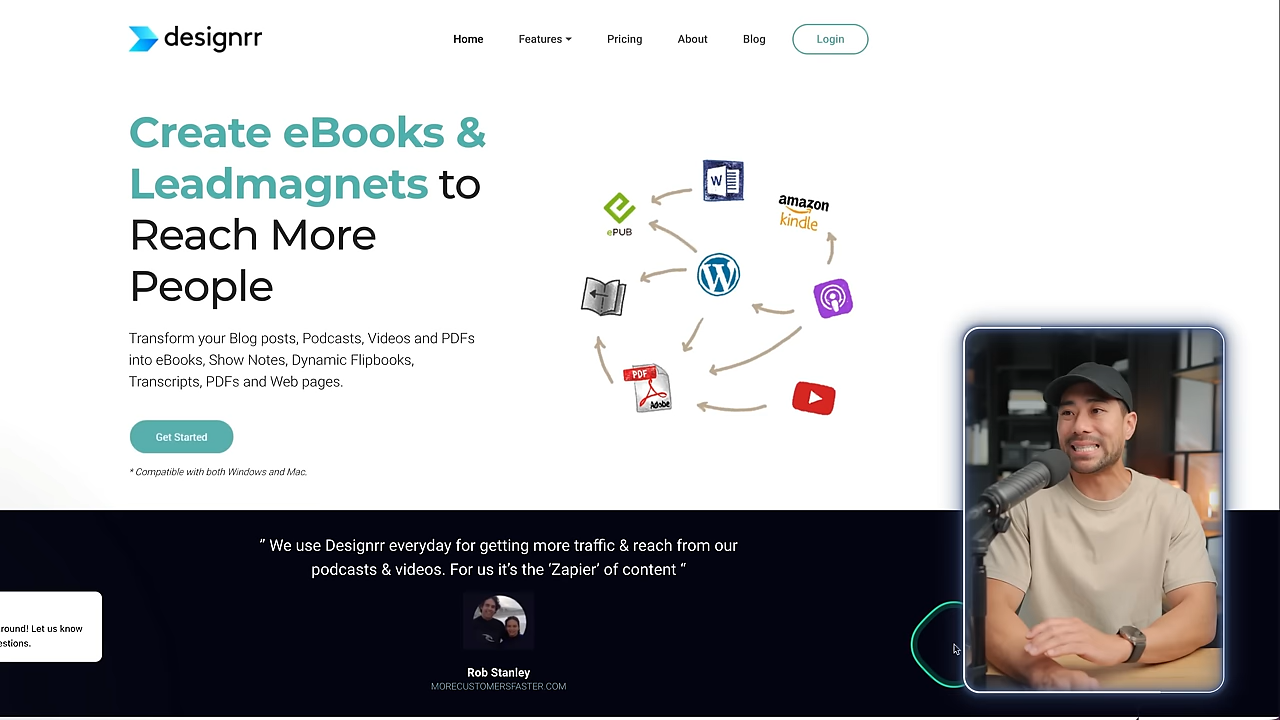 designrr
Home Features Pricing About Blog Login
Create eBooks &
Leadmagnets to
Reach More
People
Transform your Blog posts, Podcasts, Videos and PDFs
into eBooks, Show Notes, Dynamic Flipbooks,
Transcripts, PDFs and Web pages.
Get Started
* Compatible with both Windows and Mac.
W
amazon
kindle
ePUB
PDF
Adobe
" We use Designrr everyday for getting more traffic & reach from our
podcasts & videos. For us it's the 'Zapier' of content "
Rob Stanley
MORECUSTOMERSFASTER.COM
round! Let us know
estions.